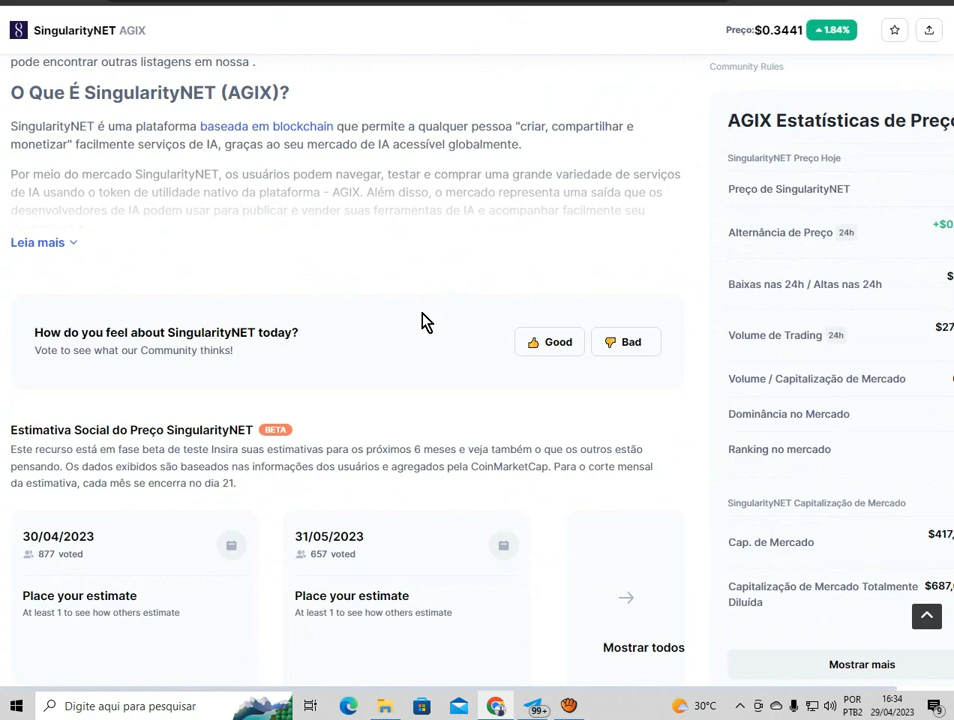 SingularityNET AGIX
Preço:$0.3441 1.84%
pode encontrar outras listagens em nossa .
O Que É SingularityNET (AGIX)?
SingularityNET é uma plataforma baseada em blockchain que permite a qualquer pessoa "criar, compartilhar e
monetizar" facilmente serviços de IA, graças ao seu mercado de IA acessível globalmente.
Por meio do mercado SingularityNET, os usuários podem navegar, testar e comprar uma grande variedade de serviços
de IA usando o token de utilidade nativo da plataforma - AGIX. Além disso, o mercado representa uma saída que os
desenvolvedores de IA podem usar para publicar e vender suas ferramentas de IA e acompanhar facilmente seu
Leia mais
How do you feel about SingularityNET today?
Vote to see what our Community thinks!
Good
Bad
Estimativa Social do Preço SingularityNET BETA
Este recurso está em fase beta de teste Insira suas estimativas para os próximos 6 meses e veja também o que os outros estão
pensando. Os dados exibidos são baseados nas informações dos usuários e agregados pela CoinMarketCap. Para o corte mensal
da estimativa, cada mês se encerra no dia 21.
30/04/2023
877 voted
Place your estimate
At least 1 to see how others estimate
31/05/2023
657 voted
Place your estimate
At least 1 to see how others estimate
Mostrar todos
Community Rules
AGIX Estatísticas de Preço
SingularityNET Preço Hoje
Preço de SingularityNET
Alternância de Preço 24h
+$0
Baixas nas 24h / Altas nas 24h
$
Volume de Trading 24h
$27
Volume / Capitalização de Mercado
Dominância no Mercado
Ranking no mercado
SingularityNET Capitalização de Mercado
Cap. de Mercado
$417,
Capitalização de Mercado Totalmente $687,
Diluída
Mostrar mais
Digite aqui para pesquisar
99+
30°C
POR
PTB2
16:34
29/04/2023
9